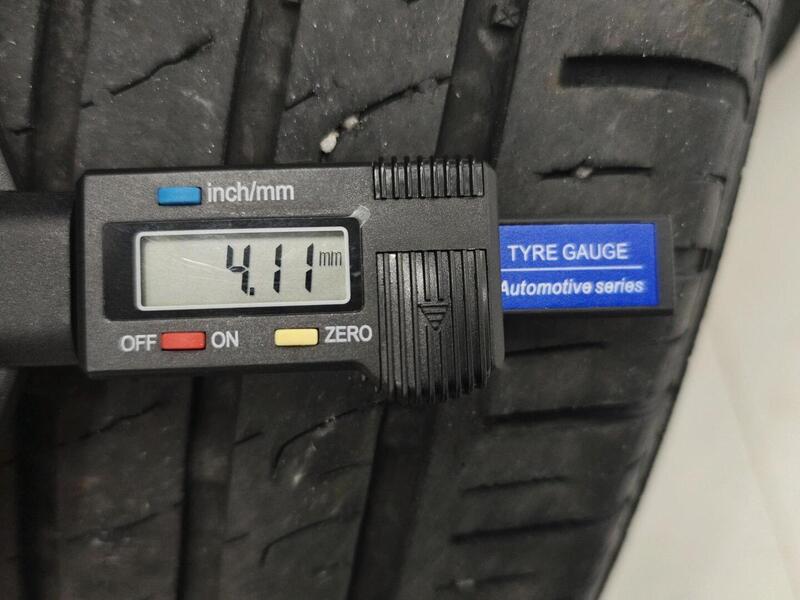 inch/mm
4.11 mm
OFF ON ZERO
TYRE GAUGE
Automotive series